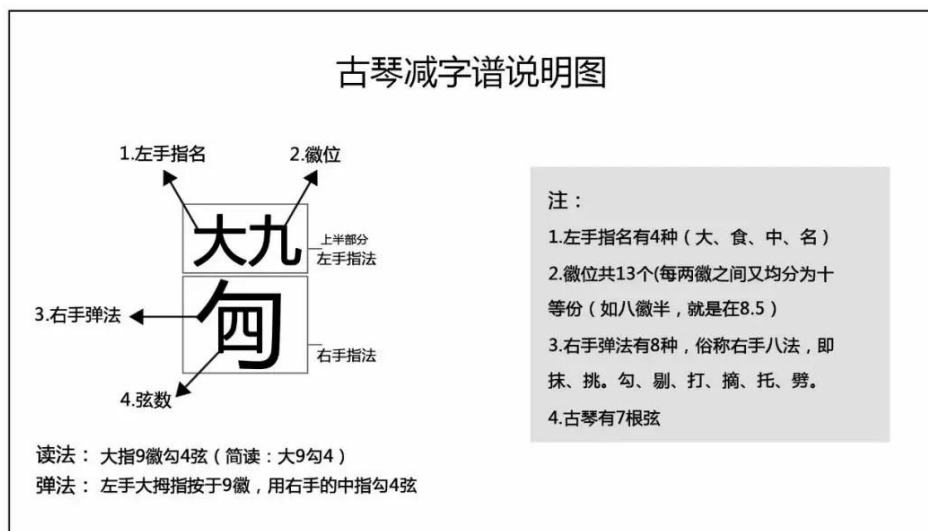 古琴减字谱说明图
1.左手指名
2.徽位
大九
上半部分
左手指法
3.右手弹法
勹
四
右手指法
4.弦数
读法： 大指9徽勾4弦（简读：大9勾4）
弹法： 左手大拇指按于9徽，用右手的中指勾4弦
注：
1.左手指名有4种（大、食、中、名）
2.徽位共13个(每两徽之间又均分为十
等份（如八徽半，就是在8.5）
3.右手弹法有8种，俗称右手八法，即
抹、挑。勾、剔、打、摘、托、劈。
4.古琴有7根弦